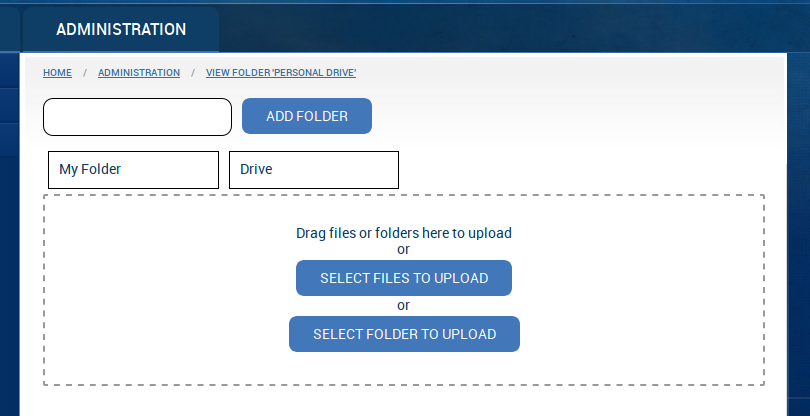 ADMINISTRATION
HOME / ADMINISTRATION / VIEW FOLDER 'PERSONAL DRIVE'
ADD FOLDER
My Folder Drive
Drag files or folders here to upload
or
SELECT FILES TO UPLOAD
or
SELECT FOLDER TO UPLOAD